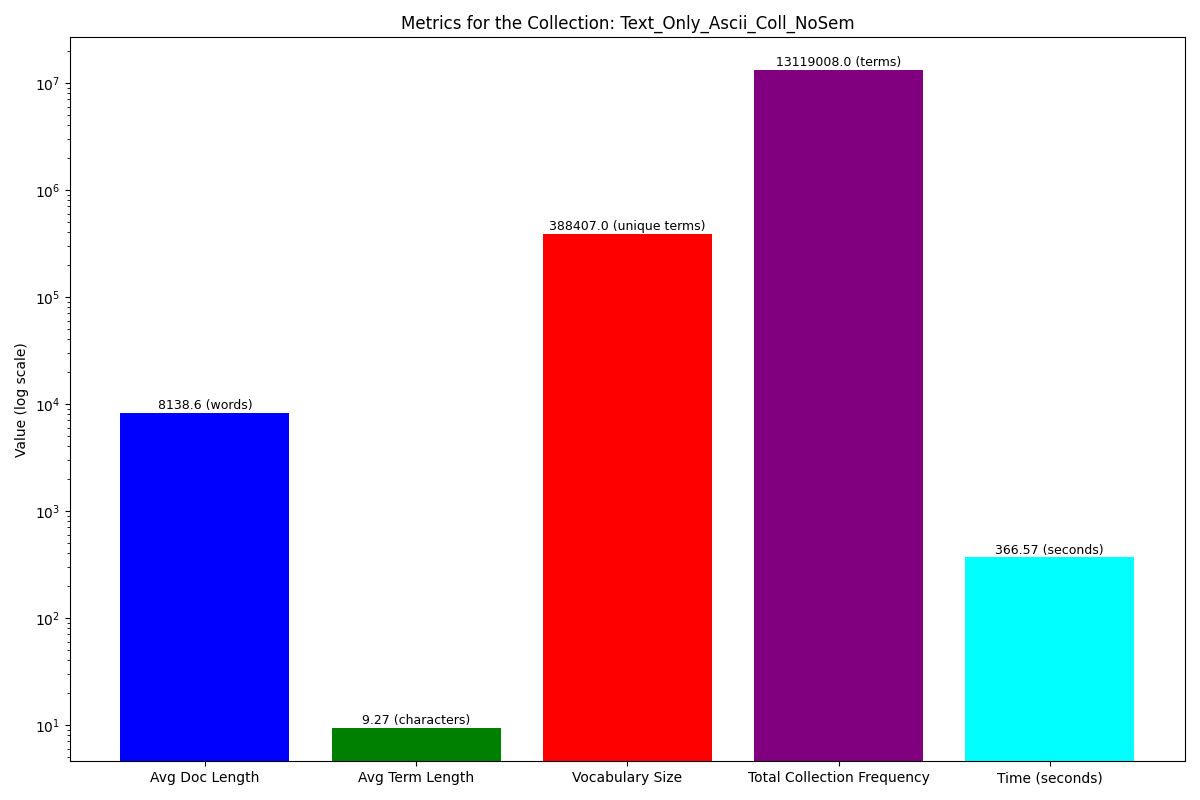 Metrics for the Collection: Text_Only_Ascii_Coll_NoSem
Value (log scale)
10^7
10^6
10^5
10^4
10^3
10^2
10^1
8138.6 (words)
9.27 (characters)
388407.0 (unique terms)
13119008.0 (terms)
366.57 (seconds)
Avg Doc Length
Avg Term Length
Vocabulary Size
Total Collection Frequency
Time (seconds)